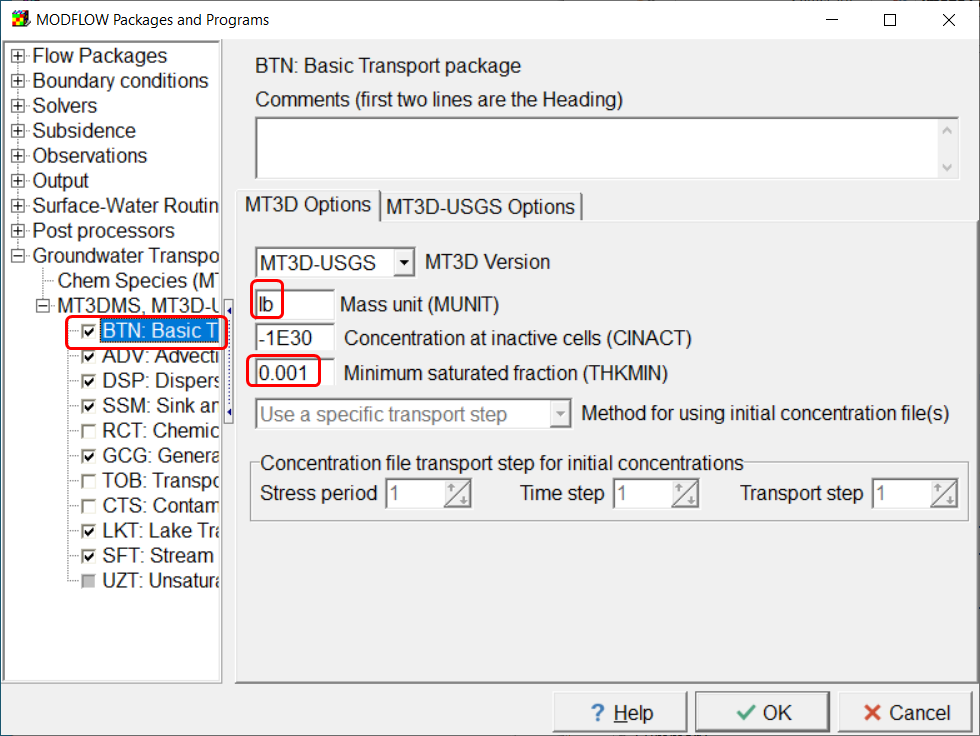 MODFLOW Packages and Programs
Flow Packages
Boundary conditions
Solvers
Subsidence
Observations
Output
Surface-Water Routin
Post processors
Groundwater Transpo
Chem Species (MT
MT3DMS, MT3D-U
BTN: Basic T
ADV: Advecti
DSP: Dispers
SSM: Sink an
RCT: Chemic
GCG: Genera
TOB: Transpo
CTS: Contam
LKT: Lake Tra
SFT: Stream
UZT: Unsatura
BTN: Basic Transport package
Comments (first two lines are the Heading)
MT3D Options
MT3D-USGS Options
MT3D-USGS MT3D Version
lb Mass unit (MUNIT)
-1E30 Concentration at inactive cells (CINACT)
0.001 Minimum saturated fraction (THKMIN)
Use a specific transport step Method for using initial concentration file(s)
Concentration file transport step for initial concentrations
Stress period 1 Time step 1 Transport step 1
? Help OK Cancel